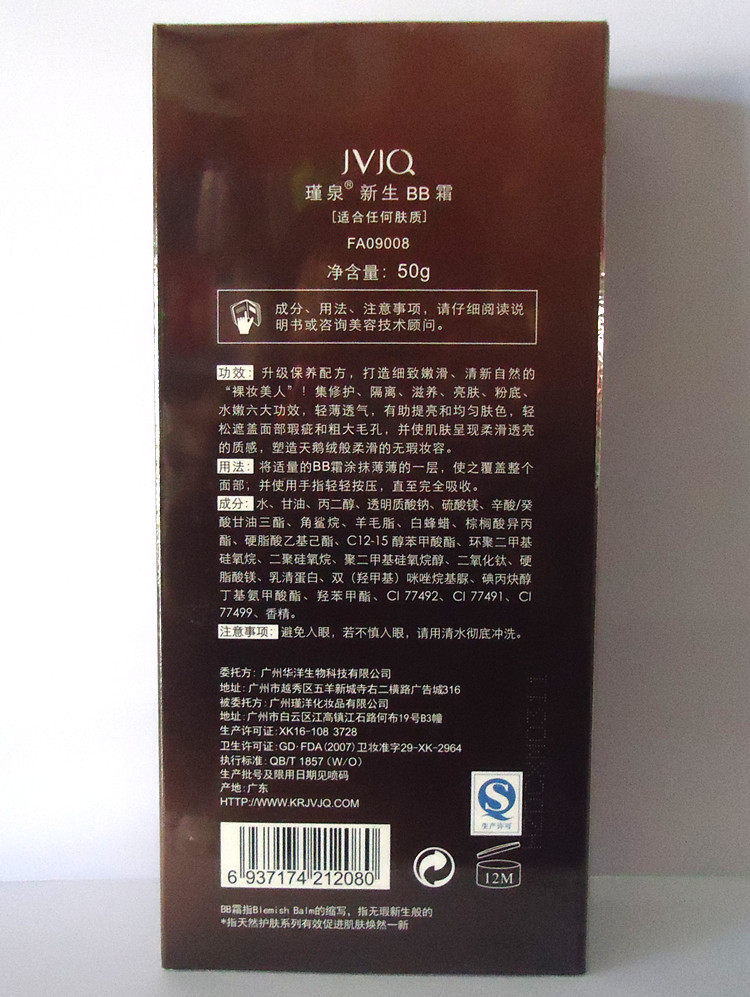 JVJQ
瑾泉® 新生 BB 霜
[适合任何肤质]
FA09008
净含量：50g
成分、用法、注意事项，请仔细阅读说
明书或咨询美容技术顾问。
功效：升级保养配方，打造细致嫩滑、清新自然的
“裸妆美人”！集修护、隔离、滋养、亮肤、粉底、
水嫩六大功效，轻薄透气，有助提亮和均匀肤色，轻
松遮盖面部瑕疵和粗大毛孔，并使肌肤呈现柔滑透亮
的质感，塑造天鹅绒般柔滑的无瑕妆容。
用法：将适量的BB霜涂抹薄薄的一层，使之覆盖整个
面部，并使用手指轻轻按压，直至完全吸收。
成分：水、甘油、丙二醇、透明质酸钠、硫酸镁、辛酸/癸
酸甘油三酯、角鲨烷、羊毛脂、白蜂蜡、棕榈酸异丙
酯、硬脂酸乙基己酯、C12-15 醇苯甲酸酯、环聚二甲基
硅氧烷、二聚硅氧烷、聚二甲基硅氧烷醇、二氧化钛、硬
脂酸镁、乳清蛋白、双（羟甲基）咪唑烷基脲、碘丙炔醇
丁基氨甲酸酯、羟苯甲酯、CI 77492、CI 77491、CI
77499、香精。
注意事项：避免入眼，若不慎入眼，请用清水彻底冲洗。
委托方：广州华洋生物科技有限公司
地址：广州市越秀区五羊新城寺右二横路广告城316
被委托方：广州瑾洋化妆品有限公司
地址：广州市白云区江高镇江石路何布19号B3幢
生产许可证：XK16-108 3728
卫生许可证：GD·FDA(2007)卫妆准字29-XK-2964
执行标准：QB/T 1857（W/O）
生产批号及限用日期见喷码
产地：广东
HTTP://WWW.KRJVJQ.COM
生产许可
6 937174 212080
12M
BB霜指Blemish Balm的缩写，指无瑕新生般的
*指天然护肤系列有效促进肌肤焕然一新